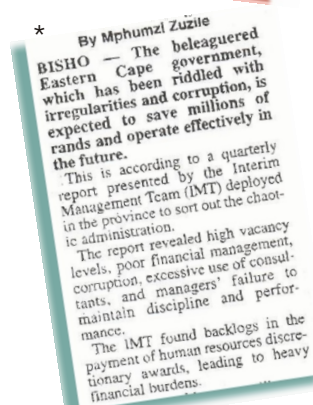 *
By Mphumzi Zuzile
BISHO — The beleaguered
Eastern Cape government,
which has been riddled with
irregularities and corruption, is
expected to save millions of
rands and operate effectively in
the future.
This is according to a quarterly
report presented by the Interim
Management Team (IMT) deployed
in the province to sort out the chaot-
ic administration.
The report revealed high vacancy
levels, poor financial management,
corruption, excessive use of consul-
tants, and managers' failure to
maintain discipline and perfor-
mance.
The IMT found backlogs in the
payment of human resources discre-
tionary awards, leading to heavy
financial burdens.